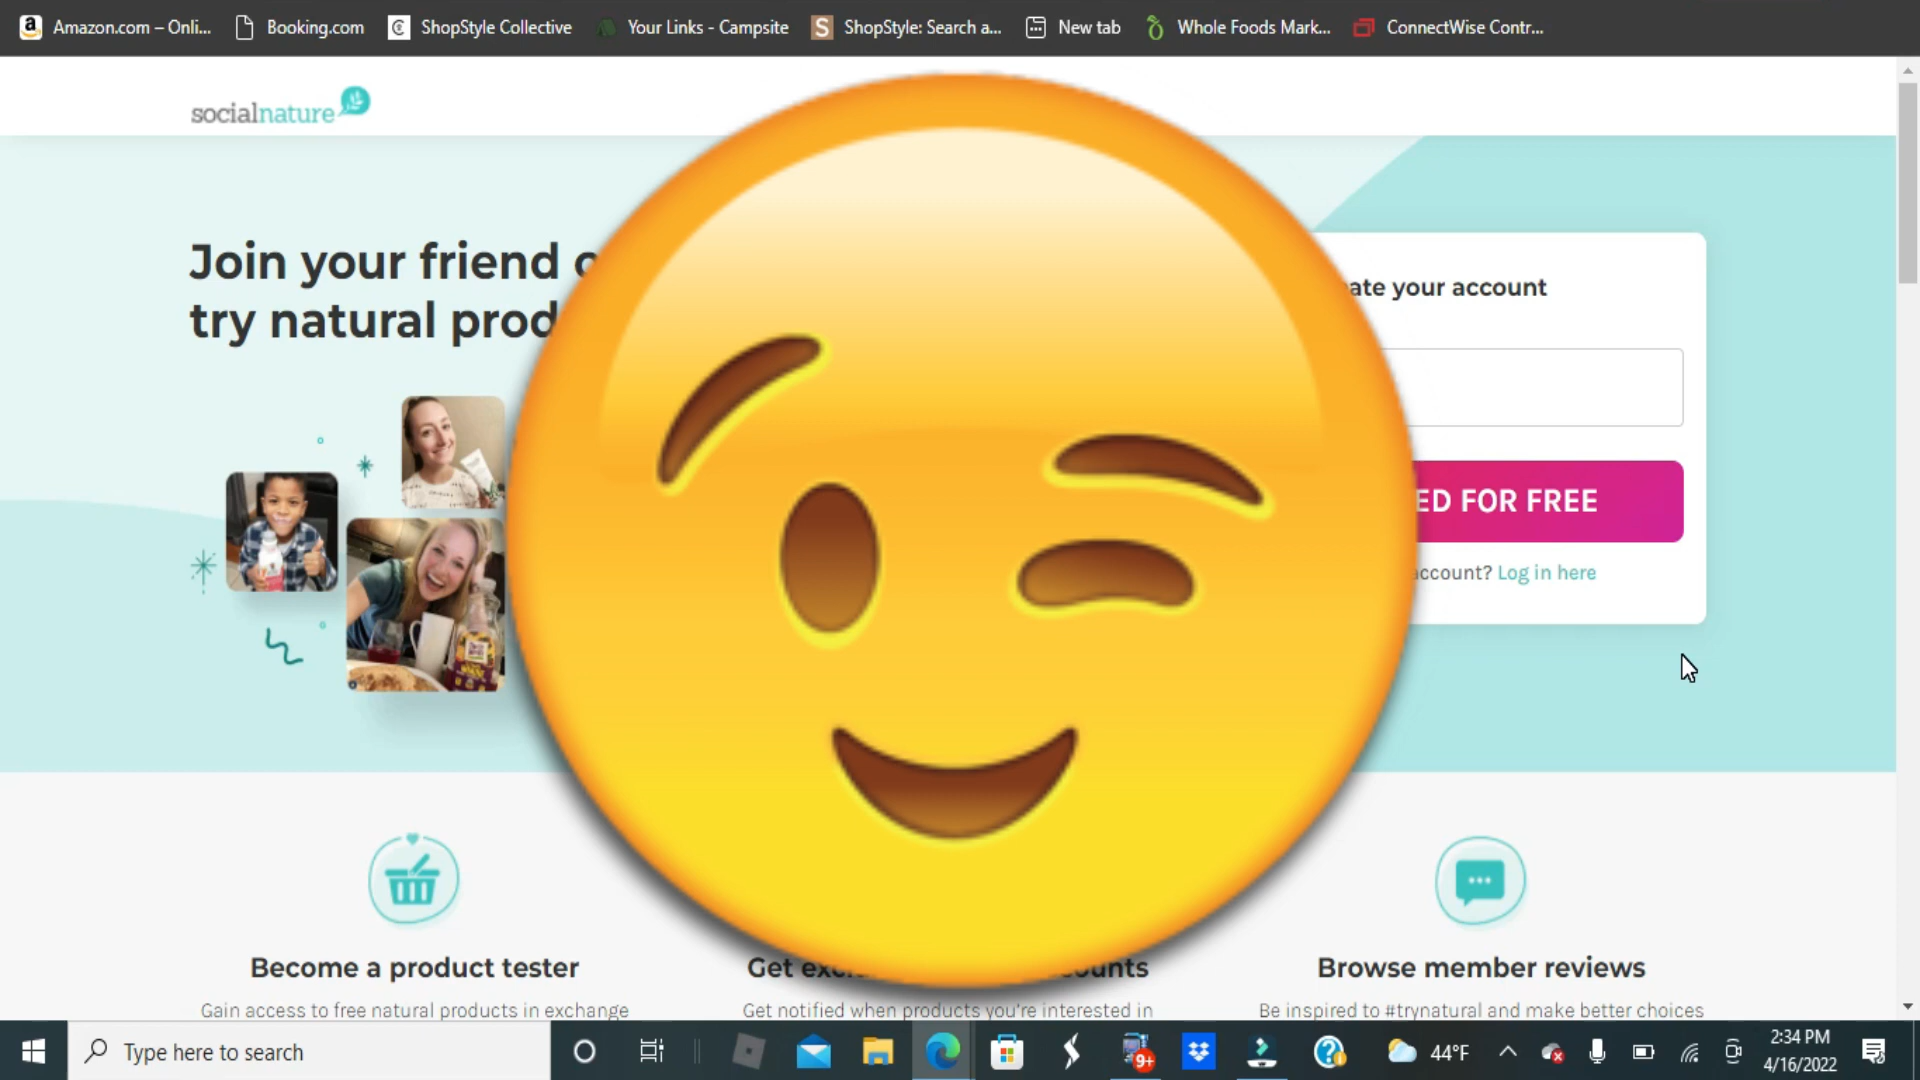 Amazon.com – Onli...
Booking.com
ShopStyle Collective
Your Links - Campsite
ShopStyle: Search a...
New tab
Whole Foods Mark...
ConnectWise Contr...
socialnature
Join your friend
try natural prod
ate your account
ED FOR FREE
account? Log in here
Become a product tester
Get exc
ounts
Browse member reviews
Gain access to free natural products in exchange
Get notified when products you're interested in
Be inspired to #trynatural and make better choices
Type here to search
9+
44°F
2:34 PM
4/16/2022